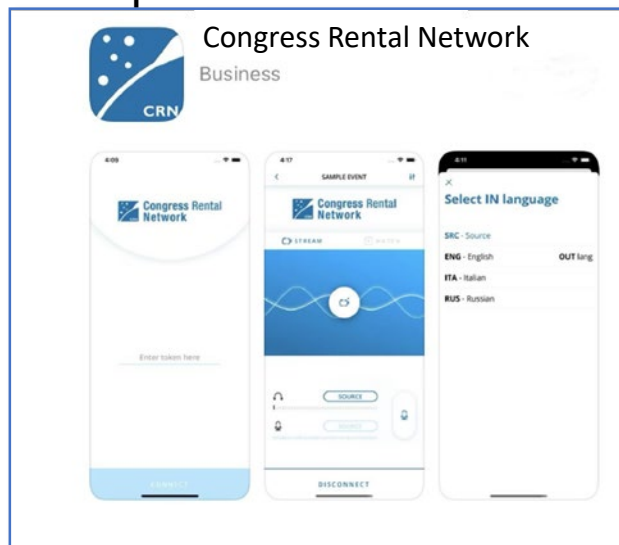 Congress Rental Network
Business
CRN
4:09
Congress Rental
Network
Enter token here
CONNECT
4:17
SAMPLE EVENT
Congress Rental
Network
STREAM
WATCH
SOURCE
SOURCE
DISCONNECT
4:11
Select IN language
SRC - Source
ENG - English OUT lang
ITA - Italian
RUS - Russian